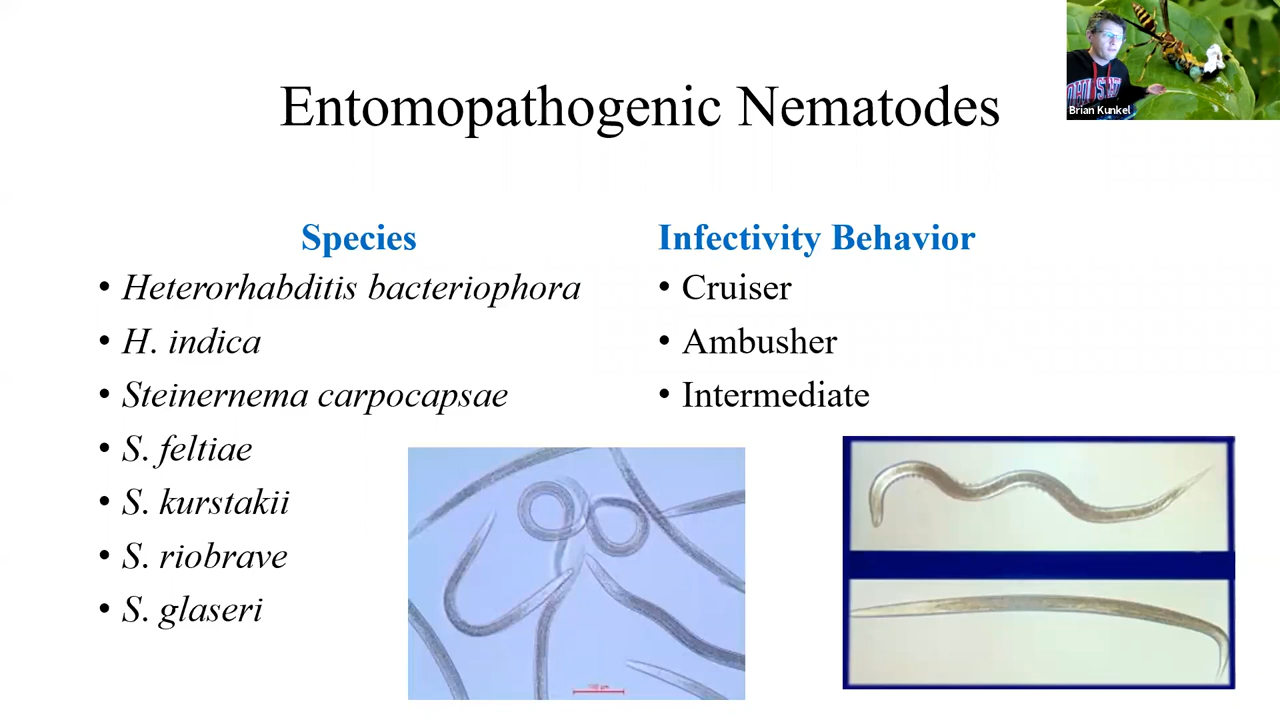 Entomopathogenic Nematodes
Brian Kunkel
Species
• Heterorhabditis bacteriophora
• H. indica
• Steinernema carpocapsae
• S. feltiae
• S. kurstakii
• S. riobrave
• S. glaseri
Infectivity Behavior
• Cruiser
• Ambusher
• Intermediate